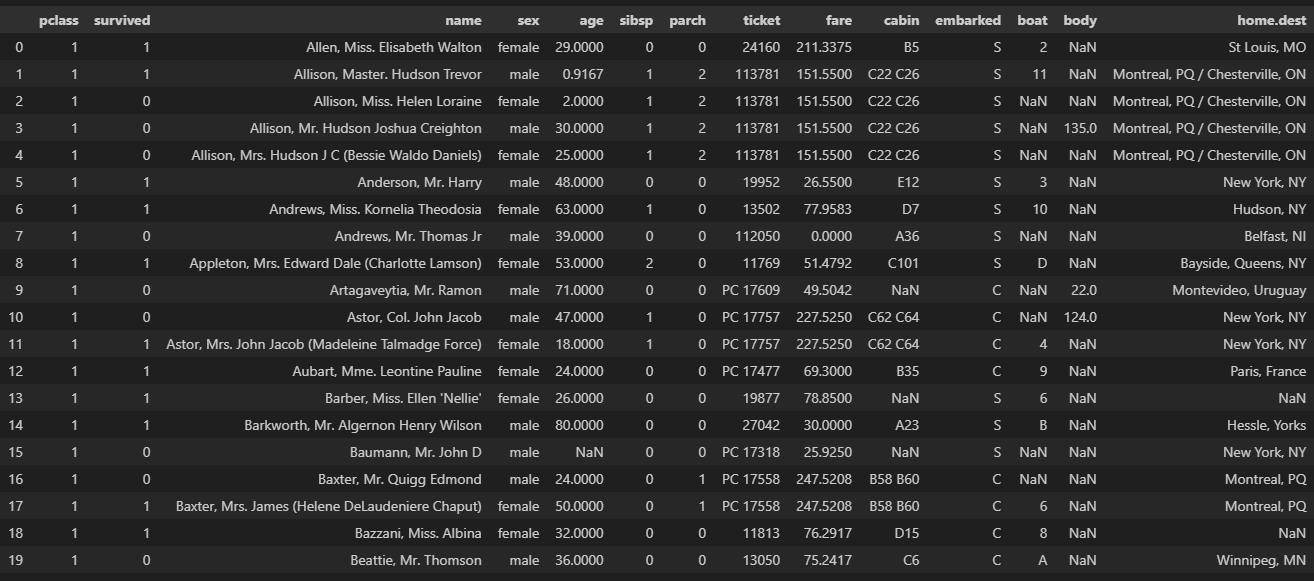 pclass survived name sex age sibsp parch ticket fare cabin embarked boat body home.dest
0 1 1 Allen, Miss. Elisabeth Walton female 29.0000 0 0 24160 211.3375 B5 S 2 NaN St Louis, MO
1 1 1 Allison, Master. Hudson Trevor male 0.9167 1 2 113781 151.5500 C22 C26 S 11 NaN Montreal, PQ / Chesterville, ON
2 1 0 Allison, Miss. Helen Loraine female 2.0000 1 2 113781 151.5500 C22 C26 S NaN NaN Montreal, PQ / Chesterville, ON
3 1 0 Allison, Mr. Hudson Joshua Creighton male 30.0000 1 2 113781 151.5500 C22 C26 S NaN 135.0 Montreal, PQ / Chesterville, ON
4 1 0 Allison, Mrs. Hudson J C (Bessie Waldo Daniels) female 25.0000 1 2 113781 151.5500 C22 C26 S NaN NaN Montreal, PQ / Chesterville, ON
5 1 1 Anderson, Mr. Harry male 48.0000 0 0 19952 26.5500 E12 S 3 NaN New York, NY
6 1 1 Andrews, Miss. Kornelia Theodosia female 63.0000 1 0 13502 77.9583 D7 S 10 NaN Hudson, NY
7 1 0 Andrews, Mr. Thomas Jr male 39.0000 0 0 112050 0.0000 A36 S NaN NaN Belfast, NI
8 1 1 Appleton, Mrs. Edward Dale (Charlotte Lamson) female 53.0000 2 0 11769 51.4792 C101 S D NaN Bayside, Queens, NY
9 1 0 Artagaveytia, Mr. Ramon male 71.0000 0 0 PC 17609 49.5042 NaN C NaN 22.0 Montevideo, Uruguay
10 1 0 Astor, Col. John Jacob male 47.0000 1 0 PC 17757 227.5250 C62 C64 C NaN 124.0 New York, NY
11 1 1 Astor, Mrs. John Jacob (Madeleine Talmadge Force) female 18.0000 1 0 PC 17757 227.5250 C62 C64 C 4 NaN New York, NY
12 1 1 Aubart, Mme. Leontine Pauline female 24.0000 0 0 PC 17477 69.3000 B35 C 9 NaN Paris, France
13 1 1 Barber, Miss. Ellen 'Nellie' female 26.0000 0 0 19877 78.8500 NaN S 6 NaN NaN
14 1 1 Barkworth, Mr. Algernon Henry Wilson male 80.0000 0 0 27042 30.0000 A23 S B NaN Hessle, Yorks
15 1 0 Baumann, Mr. John D male NaN 0 0 PC 17318 25.9250 NaN S NaN NaN New York, NY
16 1 0 Baxter, Mr. Quigg Edmond male 24.0000 0 1 PC 17558 247.5208 B58 B60 C NaN NaN Montreal, PQ
17 1 1 Baxter, Mrs. James (Helene DeLaudeniere Chaput) female 50.0000 0 1 PC 17558 247.5208 B58 B60 C 6 NaN Montreal, PQ
18 1 1 Bazzani, Miss. Albina female 32.0000 0 0 11813 76.2917 D15 C 8 NaN NaN
19 1 0 Beattie, Mr. Thomson male 36.0000 0 0 13050 75.2417 C6 C A NaN Winnipeg, MN